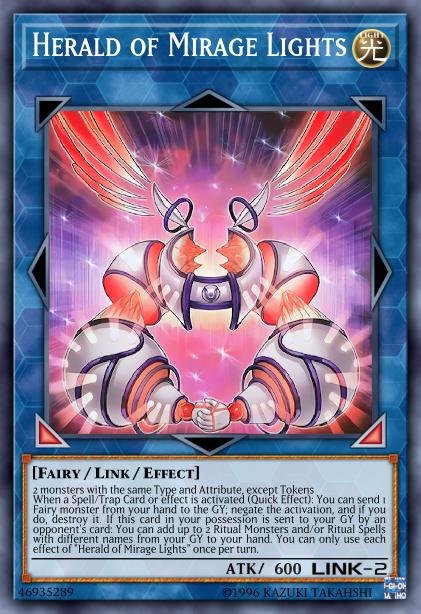 HERALD OF MIRAGE LIGHTS
LIGHT
光
[FAIRY / LINK / EFFECT]
2 monsters with the same Type and Attribute, except Tokens
When a Spell/Trap Card or effect is activated (Quick Effect): You can send 1
Fairy monster from your hand to the GY; negate the activation, and if you
do, destroy it. If this card in your possession is sent to your GY by an
opponent's card: You can add up to 2 Ritual Monsters and/or Ritual Spells
with different names from your GY to your hand. You can only use each
effect of "Herald of Mirage Lights" once per turn.
ATK/ 600 LINK-2
46935289 ©1996 KAZUKI TAKAHSHI